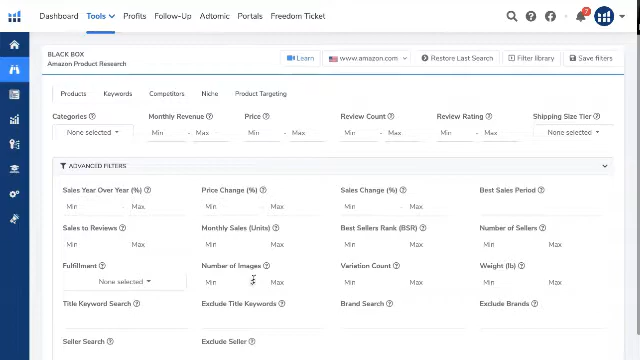 Dashboard Tools Profits Follow-Up Adtomic Portals Freedom Ticket 7
BLACK BOX
Amazon Product Research
Learn www.amazon.com Restore Last Search Filter library Save filters
Products Keywords Competitors Niche Product Targeting
Categories Monthly Revenue Price Review Count Review Rating Shipping Size Tier
None selected Min - Max Min - Max Min - Max Min - Max None selected
ADVANCED FILTERS
Sales Year Over Year (%) Price Change (%) Sales Change (%) Best Sales Period
Min - Max Min - Max Min - Max
Sales to Reviews Monthly Sales (Units) Best Sellers Rank (BSR) Number of Sellers
Min Max Min Max Min Max Min Max
Fulfillment Number of Images Variation Count Weight (lb)
None selected Min Max Min Max Min Max
Title Keyword Search Exclude Title Keywords Brand Search Exclude Brands
Seller Search Exclude Seller